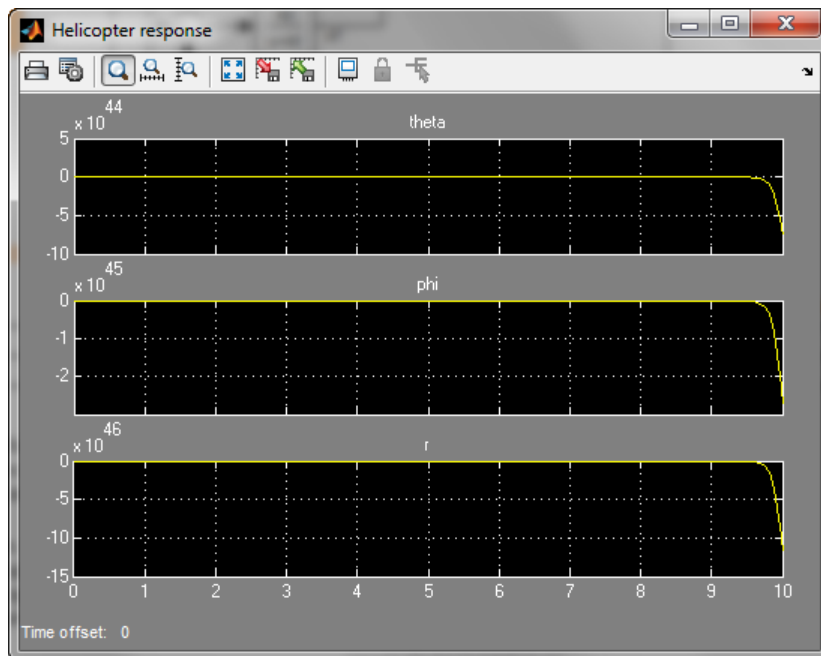 Helicopter response
x 10 44
theta
5
0
-5
-10
x 10 45
phi
0
-1
-2
x 10 46
r
0
-5
-10
-15
0 1 2 3 4 5 6 7 8 9 10
Time offset: 0